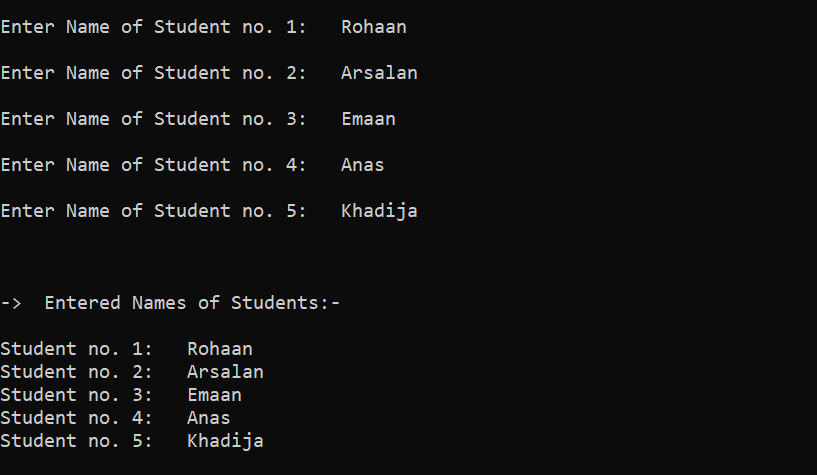 Enter Name of Student no. 1:   Rohaan
Enter Name of Student no. 2:   Arsalan
Enter Name of Student no. 3:   Emaan
Enter Name of Student no. 4:   Anas
Enter Name of Student no. 5:   Khadija
->  Entered Names of Students:-
Student no. 1:   Rohaan
Student no. 2:   Arsalan
Student no. 3:   Emaan
Student no. 4:   Anas
Student no. 5:   Khadija